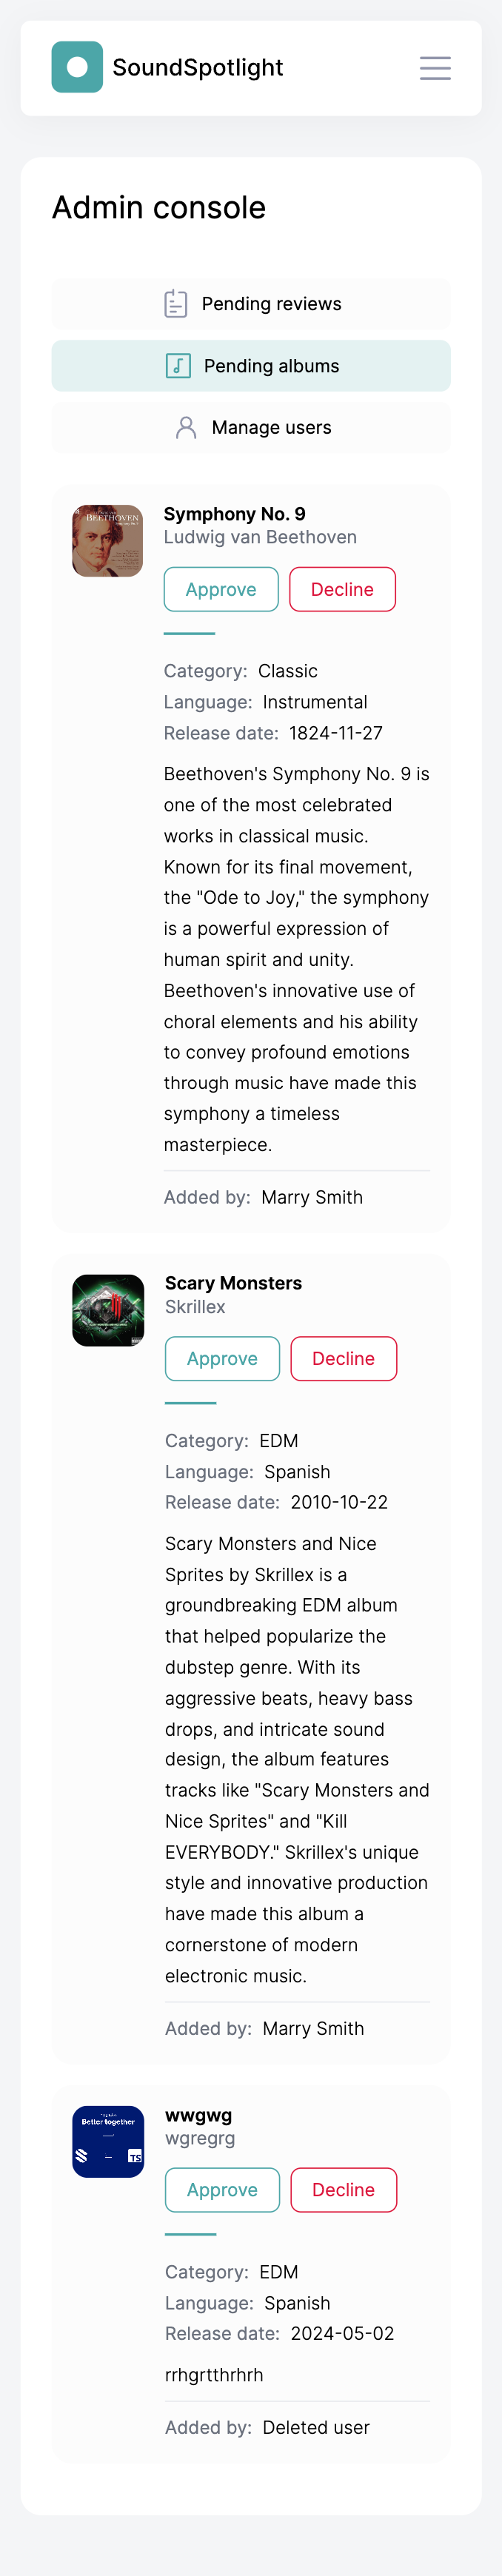 SoundSpotlight
Admin console
Pending reviews
Pending albums
Manage users
BEETHOVEN
Symphony No. 9
Ludwig van Beethoven
Approve Decline
Category: Classic
Language: Instrumental
Release date: 1824-11-27
Beethoven's Symphony No. 9 is
one of the most celebrated
works in classical music.
Known for its final movement,
the "Ode to Joy," the symphony
is a powerful expression of
human spirit and unity.
Beethoven's innovative use of
choral elements and his ability
to convey profound emotions
through music have made this
symphony a timeless
masterpiece.
Added by: Marry Smith
Scary Monsters
Skrillex
Approve Decline
Category: EDM
Language: Spanish
Release date: 2010-10-22
Scary Monsters and Nice
Sprites by Skrillex is a
groundbreaking EDM album
that helped popularize the
dubstep genre. With its
aggressive beats, heavy bass
drops, and intricate sound
design, the album features
tracks like "Scary Monsters and
Nice Sprites" and "Kill
EVERYBODY." Skrillex's unique
style and innovative production
have made this album a
cornerstone of modern
electronic music.
Added by: Marry Smith
Better together
TS
wwgwg
wgregrg
Approve Decline
Category: EDM
Language: Spanish
Release date: 2024-05-02
rrhgrtthrhrh
Added by: Deleted user